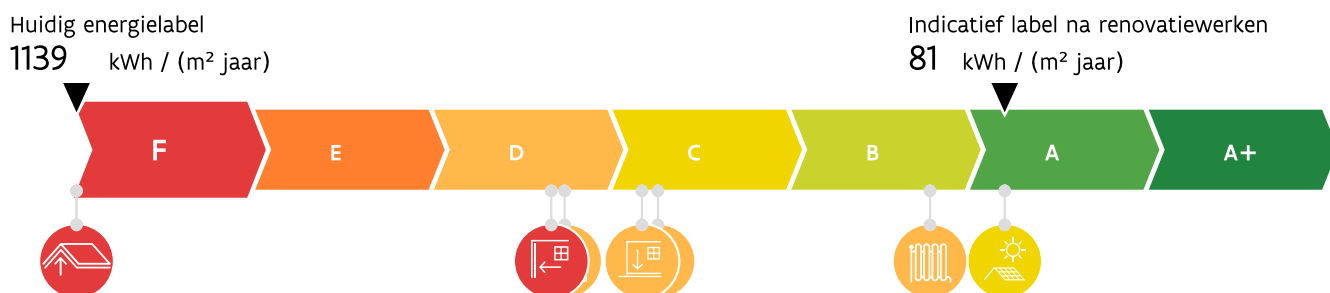 Huidig energielabel
1139 kWh / (m² jaar)
Indicatief label na renovatiewerken
81 kWh / (m² jaar)
F E D C B A A+